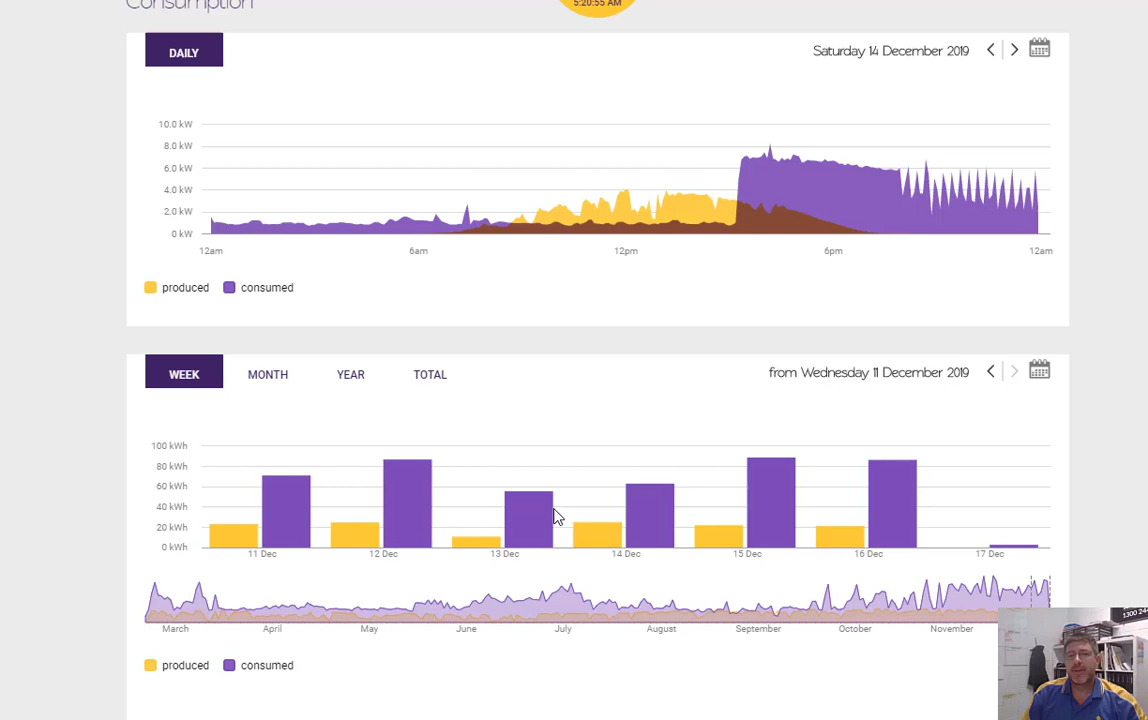 Consumption
5:20:55 AM
DAILY
Saturday 14 December 2019
10.0 kW
8.0 kW
6.0 kW
4.0 kW
2.0 kW
0 kW
12am 6am 12pm 6pm 12am
produced consumed
WEEK MONTH YEAR TOTAL
from Wednesday 11 December 2019
100 kWh
80 kWh
60 kWh
40 kWh
20 kWh
0 kWh
11 Dec 12 Dec 13 Dec 14 Dec 15 Dec 16 Dec 17 Dec
March April May June July August September October November
1300 24
produced consumed